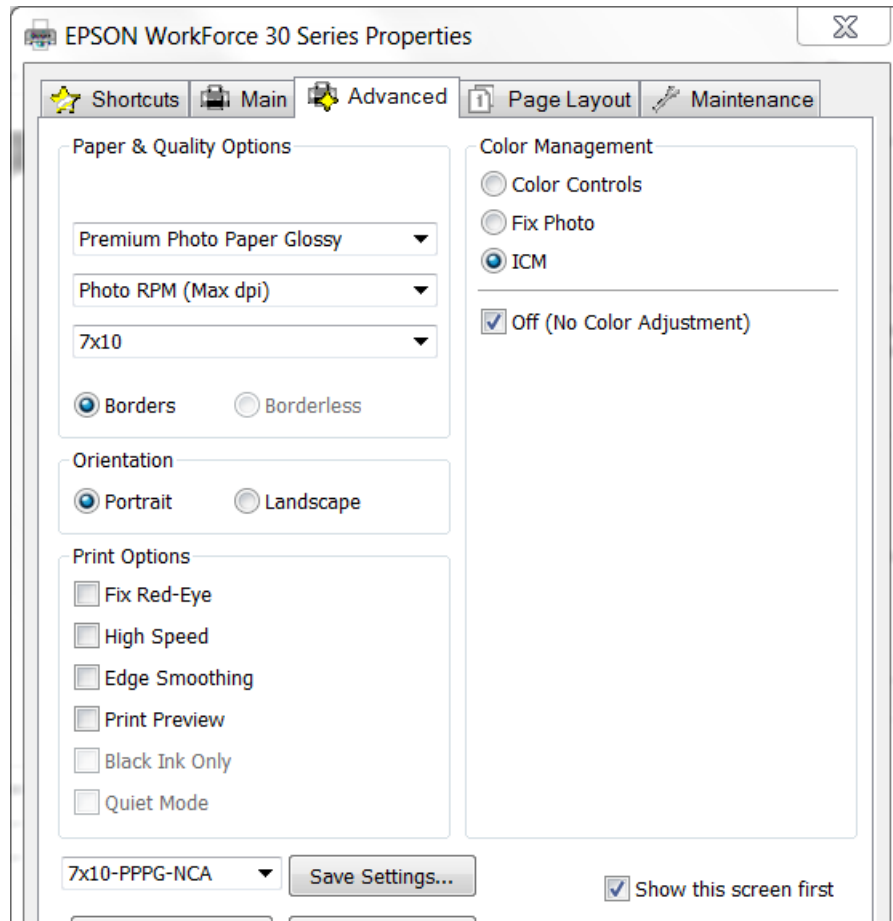 EPSON WorkForce 30 Series Properties
Shortcuts Main Advanced 1 Page Layout Maintenance
Paper & Quality Options
Premium Photo Paper Glossy
Photo RPM (Max dpi)
7x10
Borders Borderless
Orientation
Portrait Landscape
Print Options
Fix Red-Eye
High Speed
Edge Smoothing
Print Preview
Black Ink Only
Quiet Mode
Color Management
Color Controls
Fix Photo
ICM
Off (No Color Adjustment)
7x10-PPPG-NCA Save Settings... Show this screen first